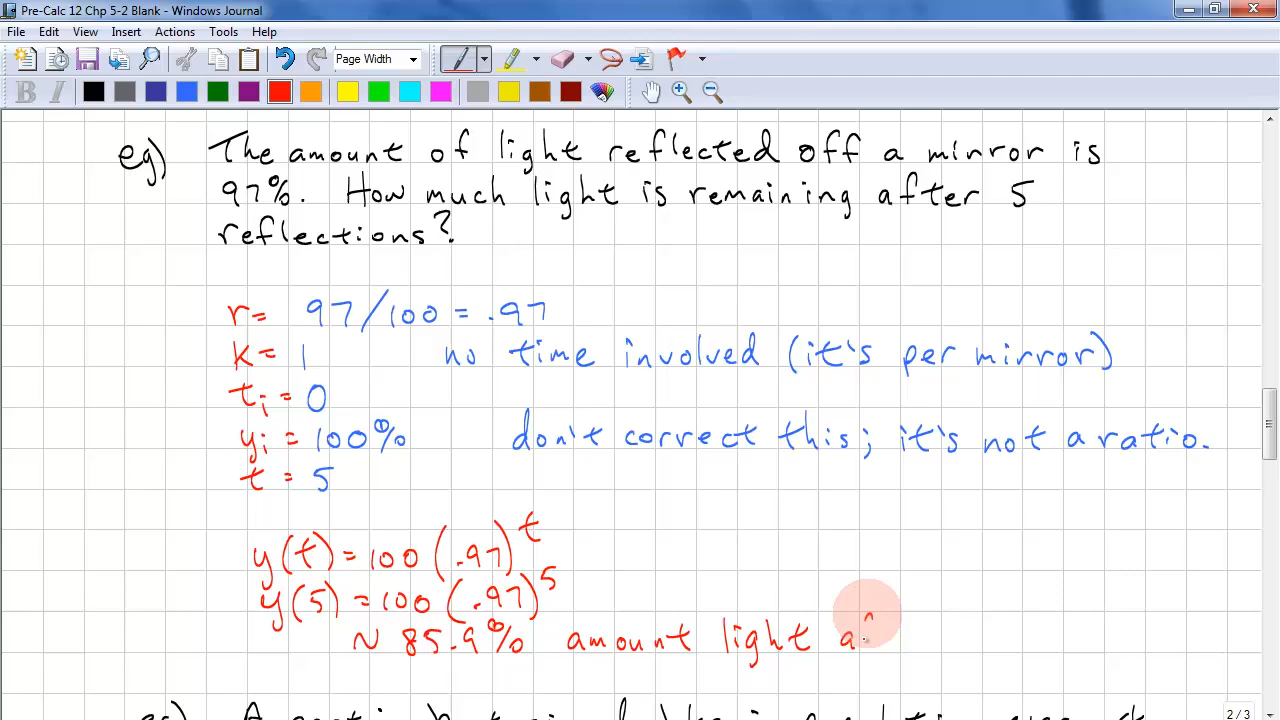 Pre-Calc 12 Chp 5-2 Blank - Windows Journal
File Edit View Insert Actions Tools Help
Page Width
B I
eg) The amount of light reflected off a mirror is
97%. How much light is remaining after 5
reflections?
r = 97/100 = .97
k = 1 no time involved (it's per mirror)
ti = 0
yi = 100% don't correct this; it's not a ratio.
t = 5
y(t) = 100 (.97)^t
y(5) = 100 (.97)^5
~ 85.9% amount light a
eg) A
2/3